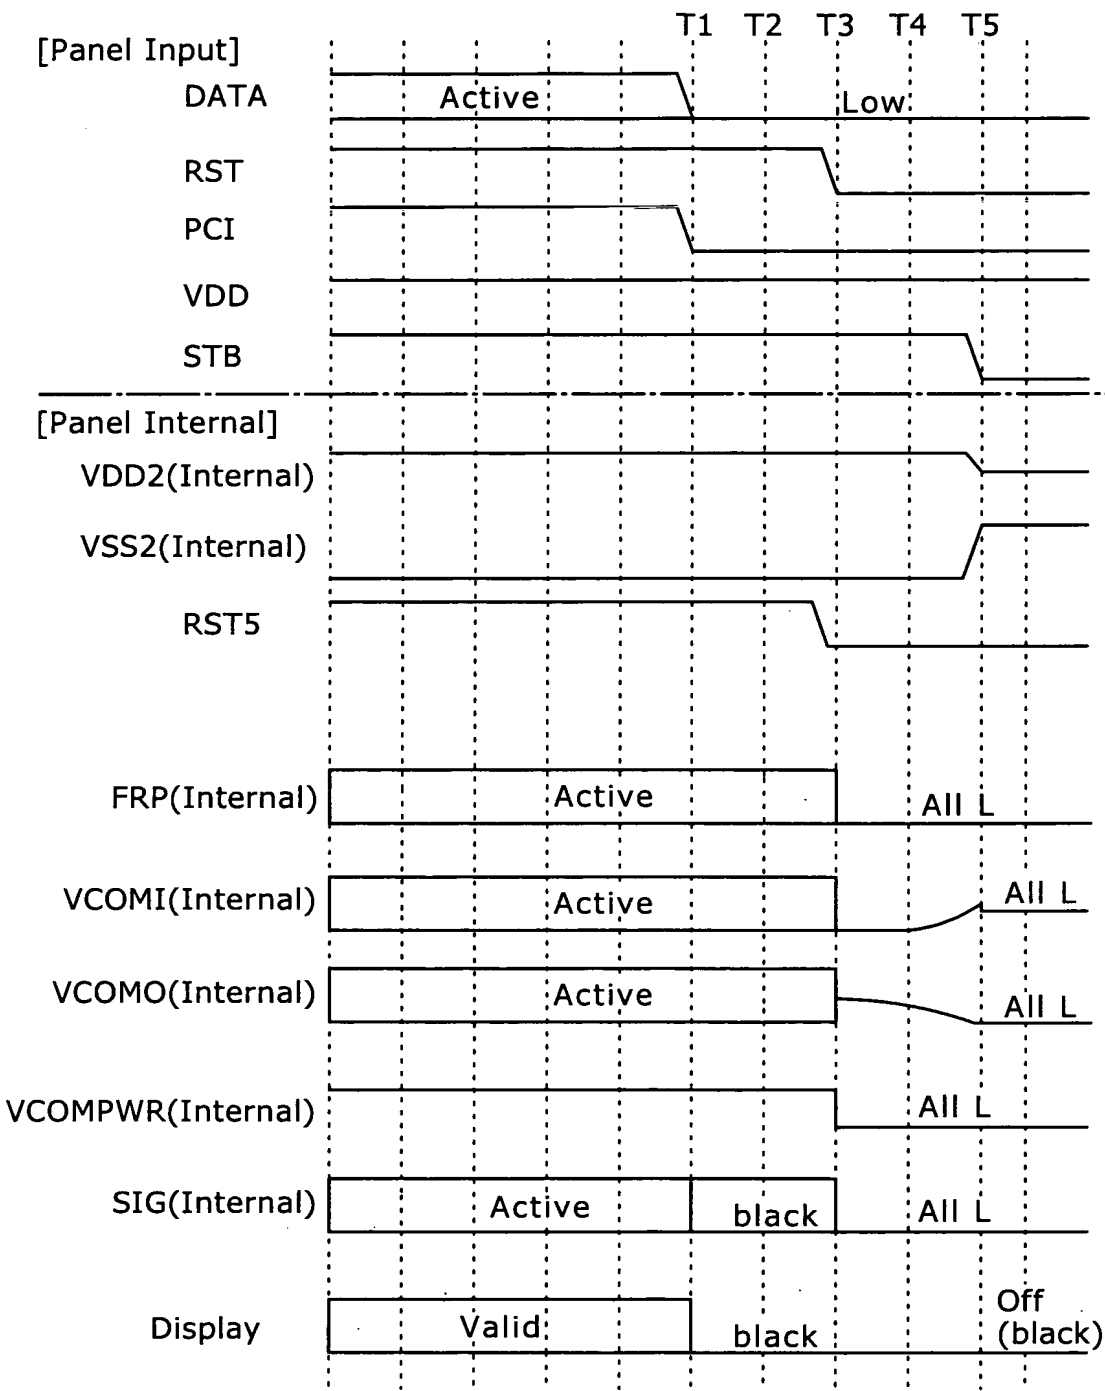 T1 T2 T3 T4 T5
[Panel Input]
DATA Active Low
RST
PCI
VDD
STB
[Panel Internal]
VDD2(Internal)
VSS2(Internal)
RST5
FRP(Internal) Active All L
VCOMI(Internal) Active All L
VCOMO(Internal) Active All L
VCOMPWR(Internal) All L
SIG(Internal) Active black All L
Display Valid black Off
(black)